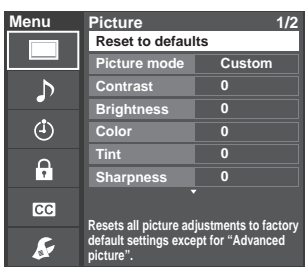 Menu
Picture 1/2
Reset to defaults
Picture mode Custom
Contrast 0
Brightness 0
Color 0
Tint 0
Sharpness 0
CC
Resets all picture adjustments to factory
default settings except for “Advanced
picture”.